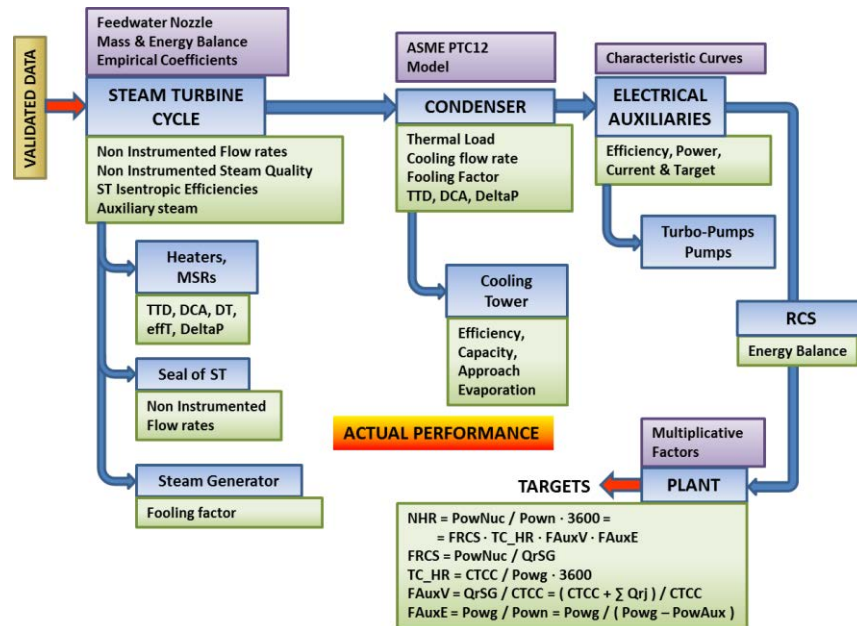 VALIDATED DATA
Feedwater Nozzle
Mass & Energy Balance
Empirical Coefficients
STEAM TURBINE
CYCLE
Non Instrumented Flow rates
Non Instrumented Steam Quality
ST Isentropic Efficiencies
Auxiliary steam
Heaters,
MSRs
TTD, DCA, DT,
effT, DeltaP
Seal of ST
Non Instrumented
Flow rates
Steam Generator
Fooling factor
ASME PTC12
Model
CONDENSER
Thermal Load
Cooling flow rate
Fooling Factor
TTD, DCA, DeltaP
Cooling
Tower
Efficiency,
Capacity,
Approach
Evaporation
Characteristic Curves
ELECTRICAL
AUXILIARIES
Efficiency, Power,
Current & Target
Turbo-Pumps
Pumps
RCS
Energy Balance
ACTUAL PERFORMANCE
Multiplicative
Factors
PLANT
TARGETS
NHR = PowNuc / Pown · 3600 =
= FRCS · TC_HR · FAuxV · FAuxE
FRCS = PowNuc / QrSG
TC_HR = CTCC / Powg · 3600
FAuxV = QrSG / CTCC = ( CTCC + ∑ Qrj ) / CTCC
FAuxE = Powg / Pown = Powg / ( Powg – PowAux )